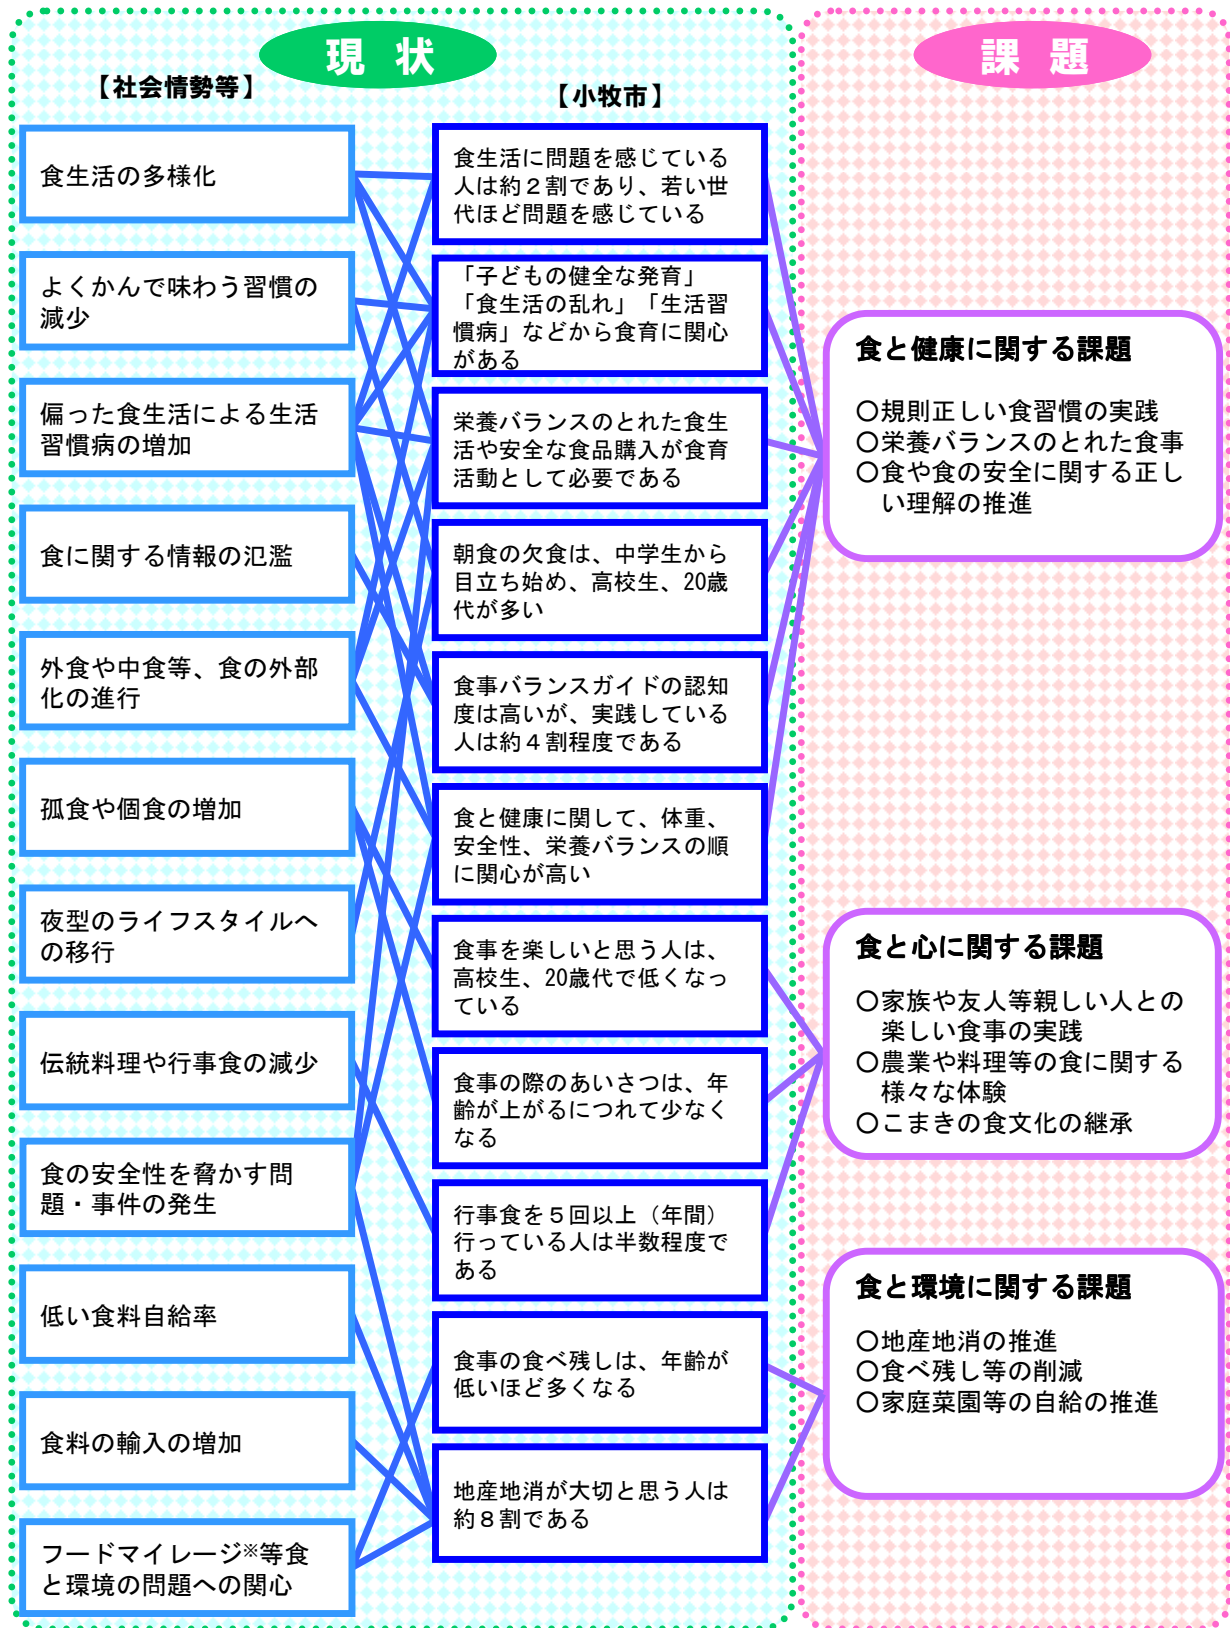 現　状
【社会情勢等】
食生活の多様化
よくかんで味わう習慣の
減少
偏った食生活による生活
習慣病の増加
食に関する情報の氾濫
外食や中食等、食の外部
化の進行
孤食や個食の増加
夜型のライフスタイルへ
の移行
伝統料理や行事食の減少
食の安全性を脅かす問
題・事件の発生
低い食料自給率
食料の輸入の増加
フードマイレージ※等食
と環境の問題への関心
【小牧市】
食生活に問題を感じている
人は約２割であり、若い世
代ほど問題を感じている
「子どもの健全な発育」
「食生活の乱れ」「生活習
慣病」などから食育に関心
がある
栄養バランスのとれた食生
活や安全な食品購入が食育
活動として必要である
朝食の欠食は、中学生から
目立ち始め、高校生、20歳
代が多い
食事バランスガイドの認知
度は高いが、実践している
人は約４割程度である
食と健康に関して、体重、
安全性、栄養バランスの順
に関心が高い
食事を楽しいと思う人は、
高校生、20歳代で低くなっ
ている
食事の際のあいさつは、年
齢が上がるにつれて少なく
なる
行事食を５回以上（年間）
行っている人は半数程度で
ある
食事の食べ残しは、年齢が
低いほど多くなる
地産地消が大切と思う人は
約８割である
課　題
食と健康に関する課題
○規則正しい食習慣の実践
○栄養バランスのとれた食事
○食や食の安全に関する正し
い理解の推進
食と心に関する課題
○家族や友人等親しい人との
楽しい食事の実践
○農業や料理等の食に関する
様々な体験
○こまきの食文化の継承
食と環境に関する課題
○地産地消の推進
○食べ残し等の削減
○家庭菜園等の自給の推進